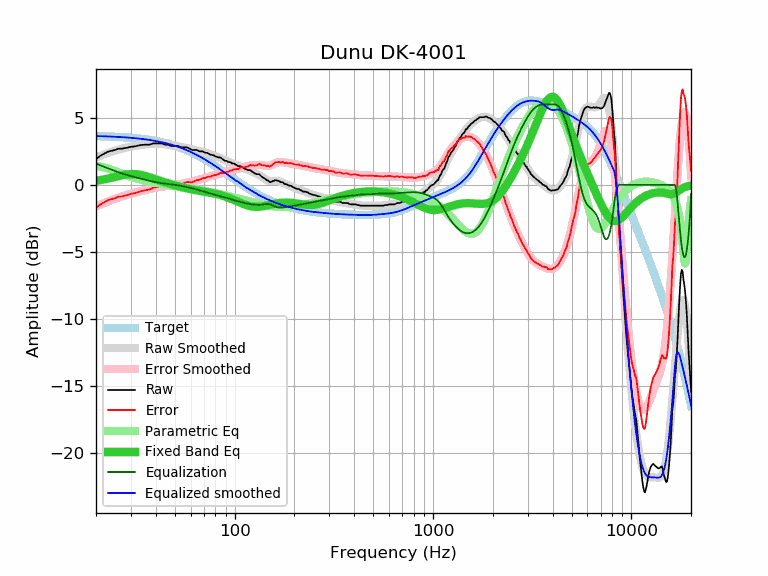 Dunu DK-4001
Amplitude (dBr)
5
0
−5
−10
−15
−20
Target
Raw Smoothed
Error Smoothed
Raw
Error
Parametric Eq
Fixed Band Eq
Equalization
Equalized smoothed
100
1000
10000
Frequency (Hz)